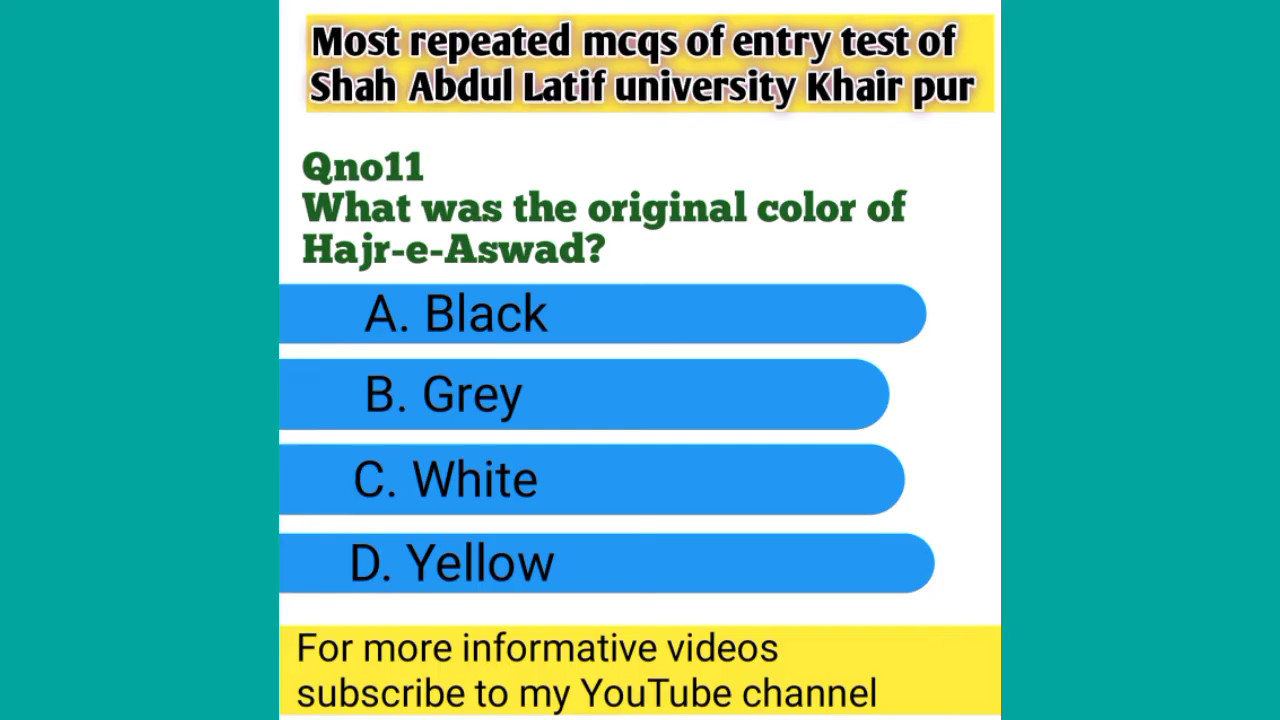 Most repeated mcqs of entry test of
Shah Abdul Latif university Khair pur
Qno11
What was the original color of
Hajr-e-Aswad?
A. Black
B. Grey
C. White
D. Yellow
For more informative videos
subscribe to my YouTube channel